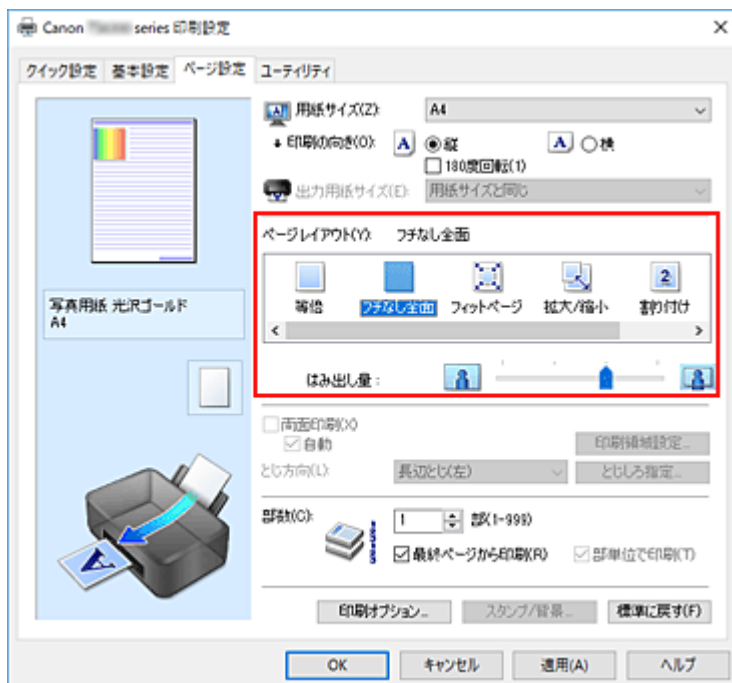 Canon series 印刷設定
クイック設定 基本設定 ページ設定 ユーティリティ
用紙サイズ(Z): A4
印刷の向き(O): A 縦 A 横
180度回転(1)
出力用紙サイズ(E): 用紙サイズと同じ
ページレイアウト(Y): フチなし全面
等倍 フチなし全面 フィットページ 拡大/縮小 割り付け
写真用紙 光沢ゴールド
A4
はみ出し量：
両面印刷(X)
自動 印刷領域設定...
とじ方向(L): 長辺とじ(左) とじしろ指定...
部数(C): 1 部(1-999)
最終ページから印刷(R) 部単位で印刷(T)
印刷オプション... スタンプ/背景... 標準に戻す(F)
OK キャンセル 適用(A) ヘルプ